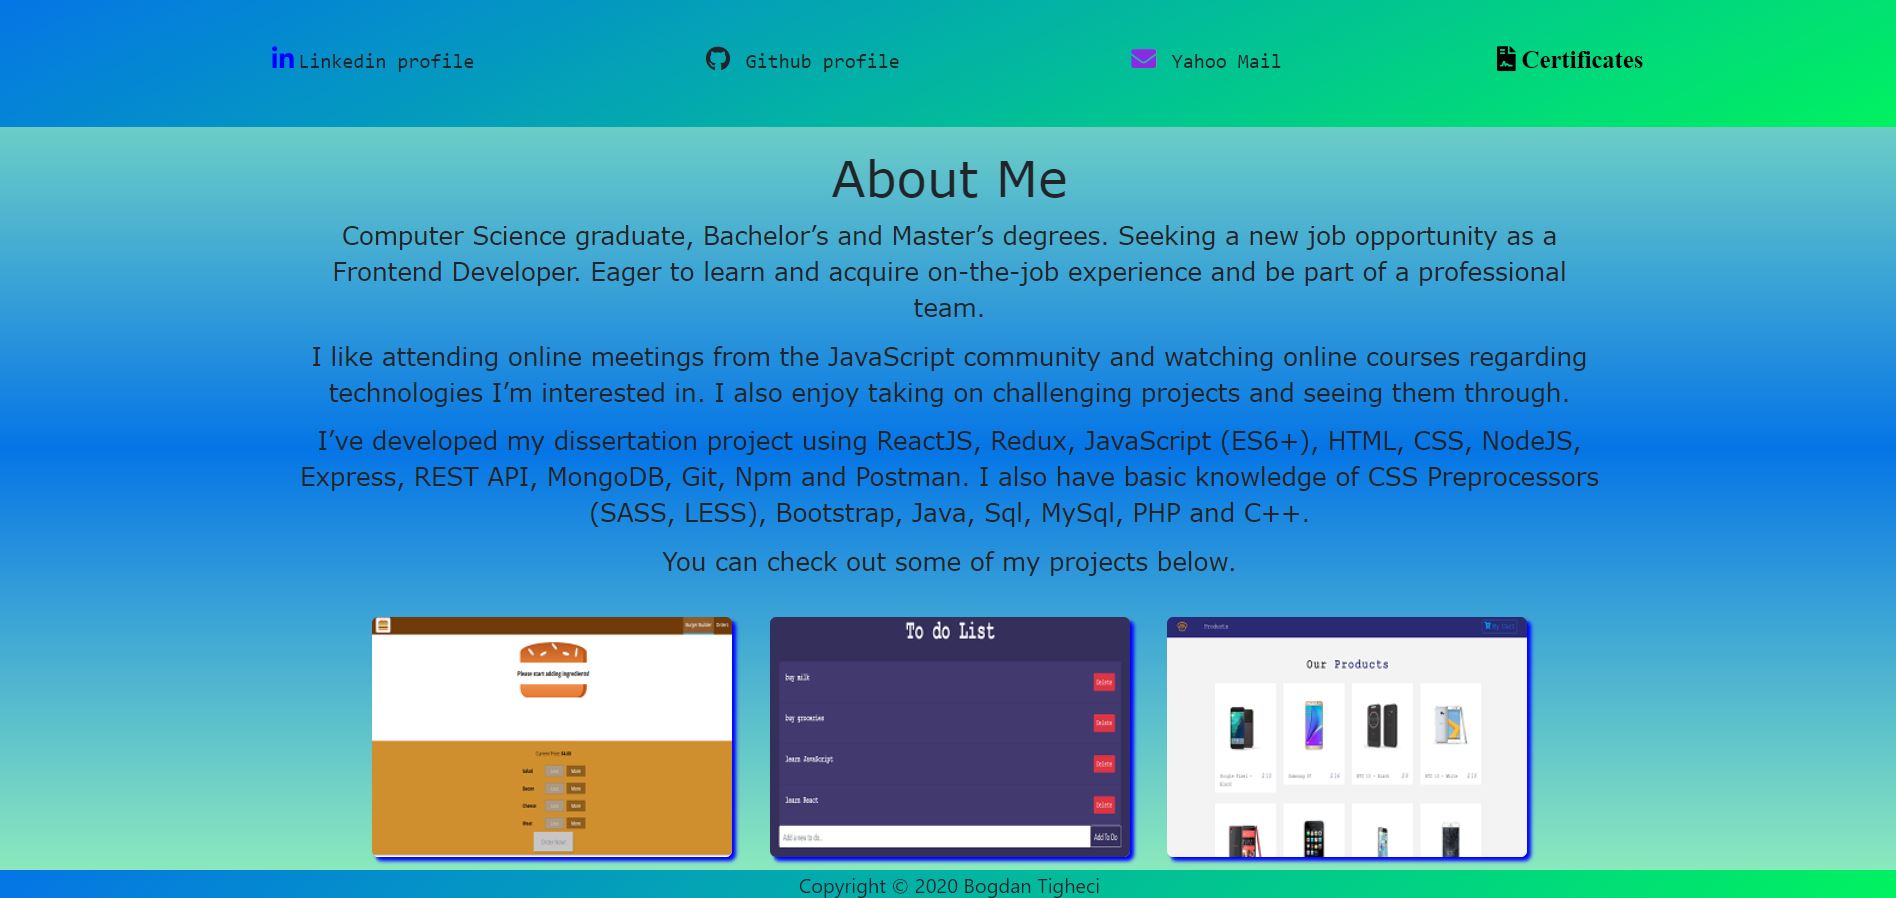 Linkedin profile
Github profile
Yahoo Mail
Certificates
About Me
Computer Science graduate, Bachelor’s and Master’s degrees. Seeking a new job opportunity as a
Frontend Developer. Eager to learn and acquire on-the-job experience and be part of a professional
team.
I like attending online meetings from the JavaScript community and watching online courses regarding
technologies I’m interested in. I also enjoy taking on challenging projects and seeing them through.
I’ve developed my dissertation project using ReactJS, Redux, JavaScript (ES6+), HTML, CSS, NodeJS,
Express, REST API, MongoDB, Git, Npm and Postman. I also have basic knowledge of CSS Preprocessors
(SASS, LESS), Bootstrap, Java, Sql, MySql, PHP and C++.
You can check out some of my projects below.
Burger Builder
Orders
Please start adding ingredients!
Current Price: $4.00
Salad Less More
Bacon Less More
Cheese Less More
Meat Less More
Order Now!
To do List
buy milk
Delete
buy groceries
Delete
learn JavaScript
Delete
learn React
Delete
Add a new to do...
Add To Do
Products
My Cart
Our Products
Google Pixel -
Black
Samsung S7
HTC 10 - Black
HTC 10 - White
Copyright © 2020 Bogdan Tigheci